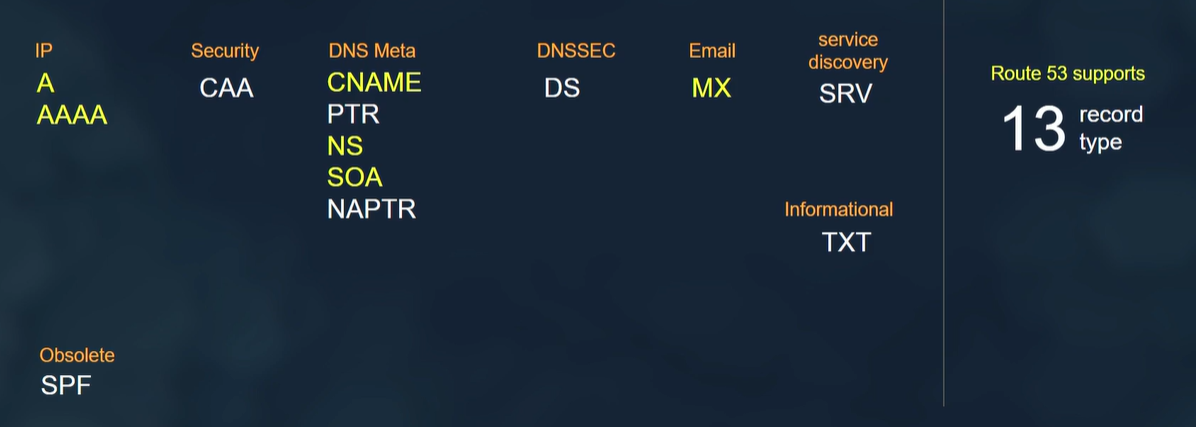 IP
A
AAAA
Security
CAA
DNS Meta
CNAME
PTR
NS
SOA
NAPTR
DNSSEC
DS
Email
MX
service
discovery
SRV
Informational
TXT
Obsolete
SPF
Route 53 supports
13 record
type